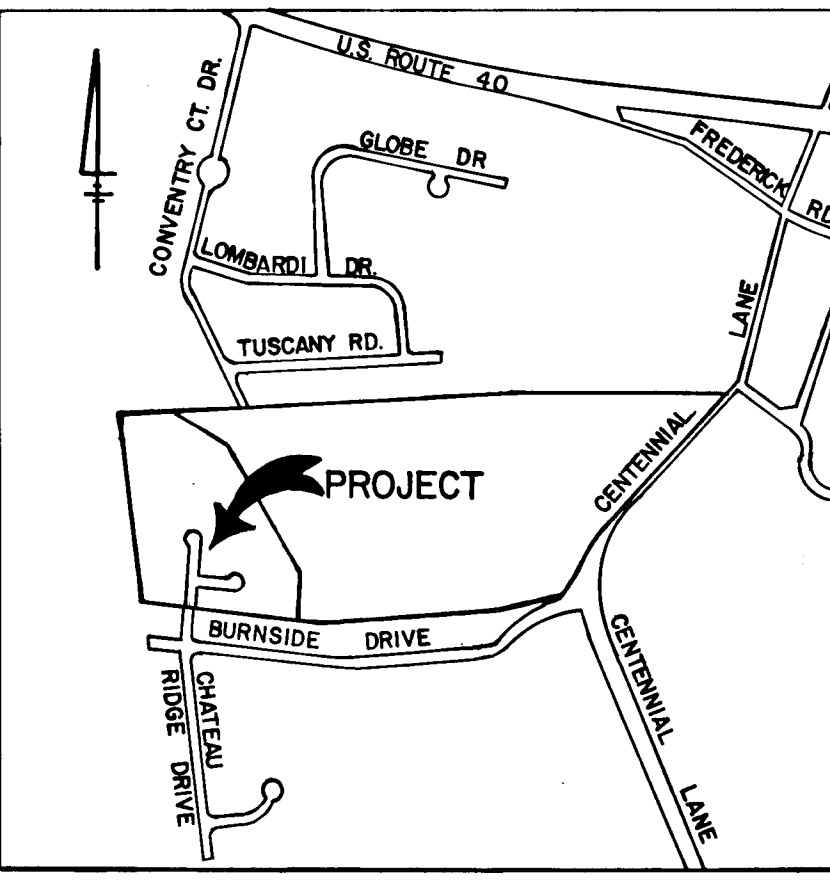 U.S. ROUTE 40
CONVENTRY CT. DR.
GLOBE DR
FREDERICK RD
LOMBARDI DR.
LANE
TUSCANY RD.
CENTENNIAL
PROJECT
BURNSIDE DRIVE
CENTENNIAL LANE
CHATEAU
RIDGE DRIVE